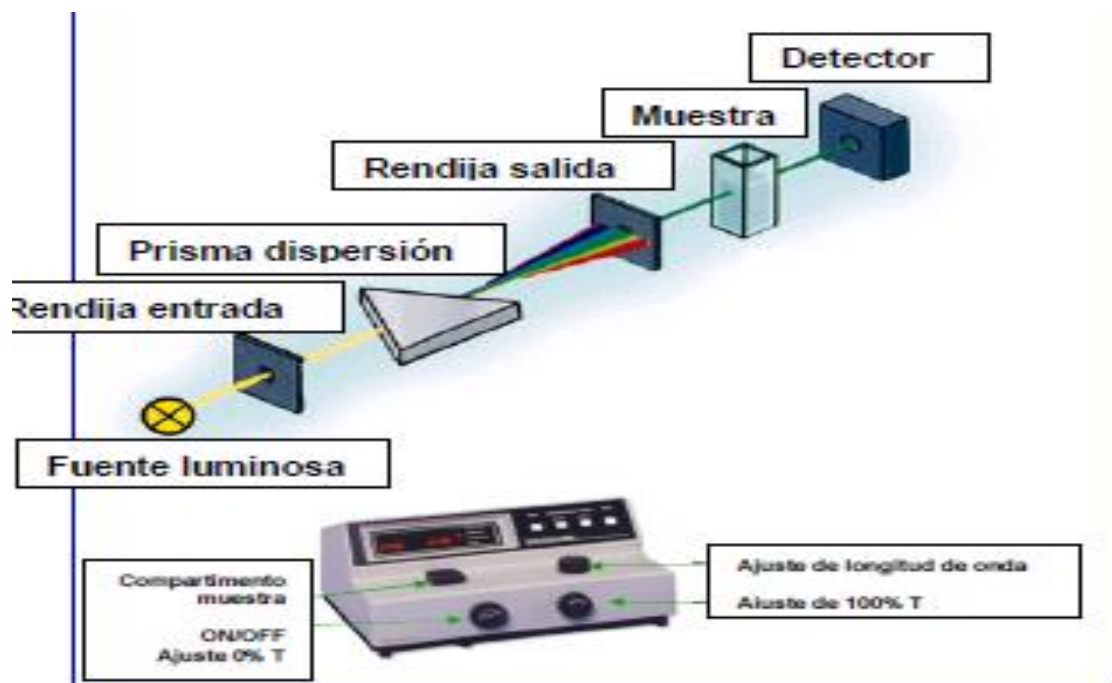 Detector
Muestra
Rendija salida
Prisma dispersión
Rendija entrada
Fuente luminosa
Compartimento
muestra
ON/OFF
Ajuste 0% T
Ajuste de longitud de onda
Ajuste de 100% T